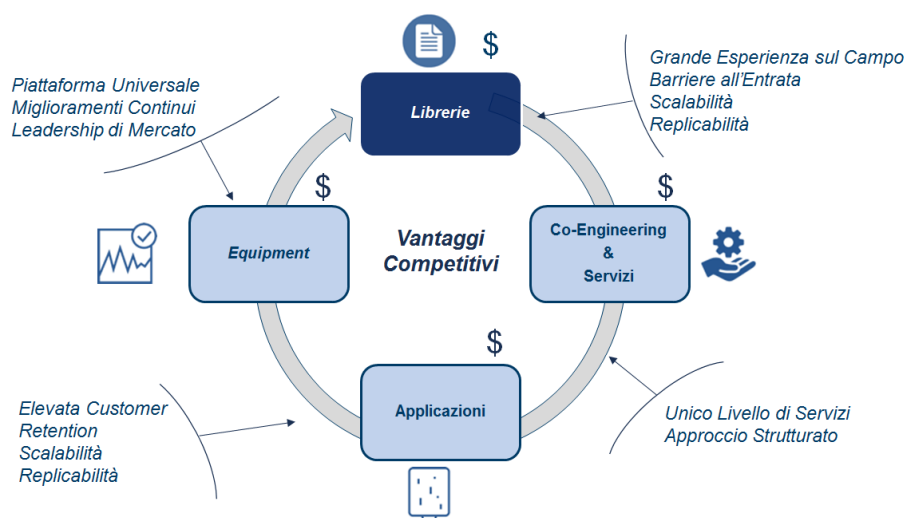 $
Librerie
Grande Esperienza sul Campo
Barriere all'Entrata
Scalabilità
Replicabilità
Piattaforma Universale
Miglioramenti Continui
Leadership di Mercato
$
Equipment
Vantaggi
Competitivi
$
Co-Engineering
&
Servizi
$
Applicazioni
Elevata Customer
Retention
Scalabilità
Replicabilità
Unico Livello di Servizi
Approccio Strutturato